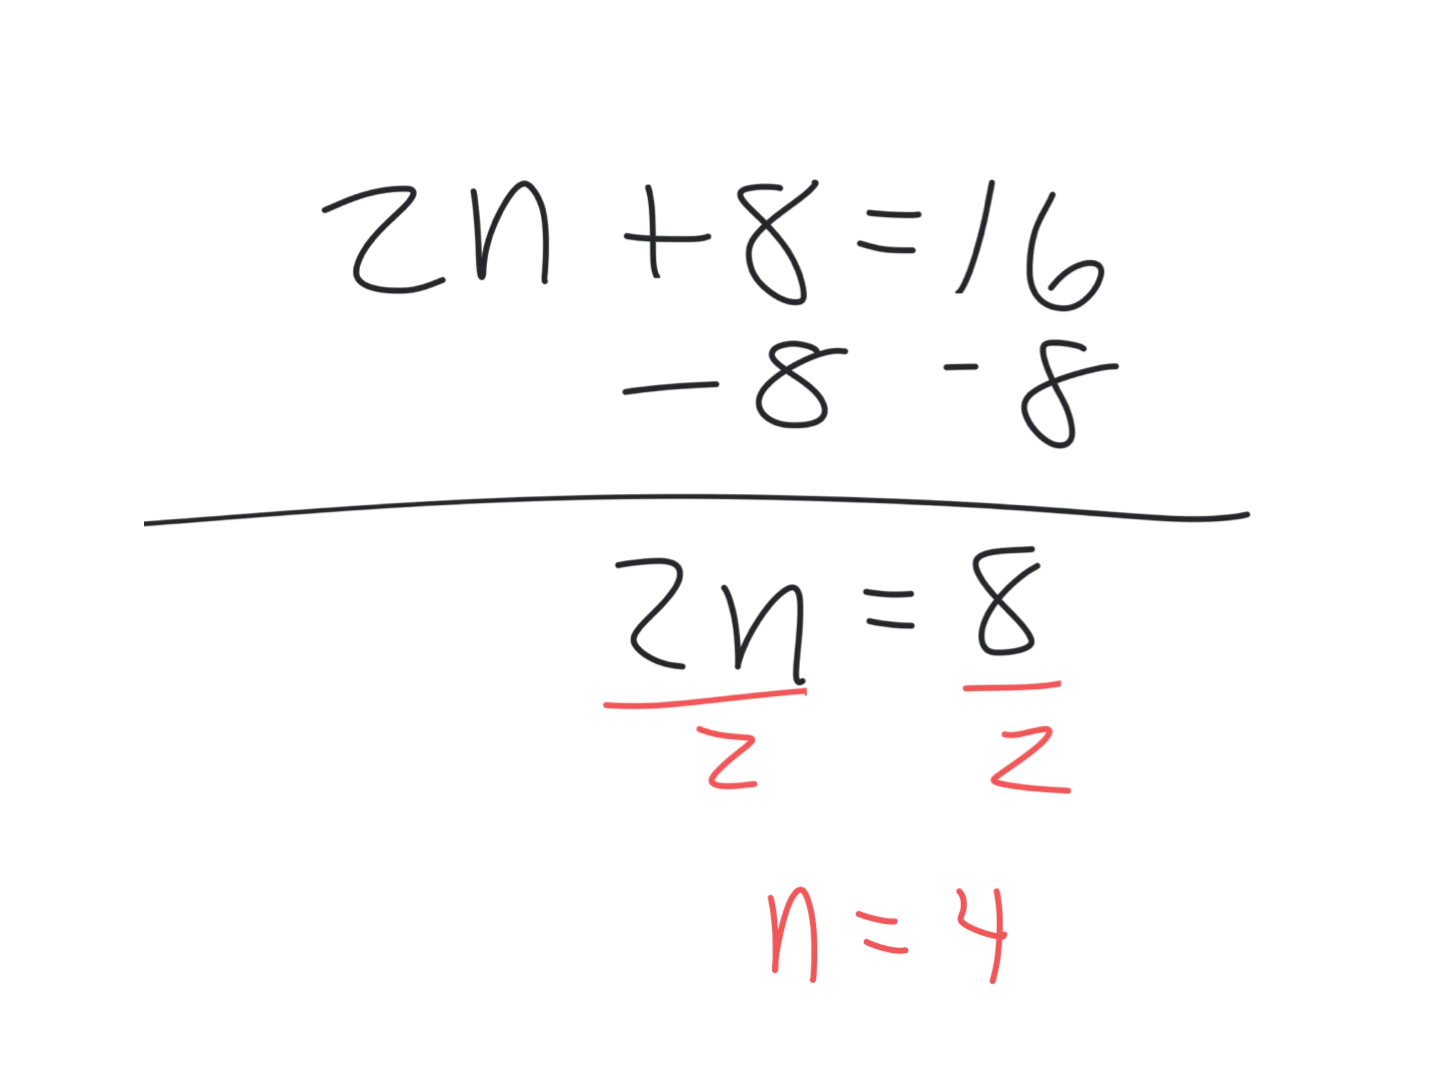 2n + 8 = 16
- 8 - 8
2n = 8
2 2
n = 4